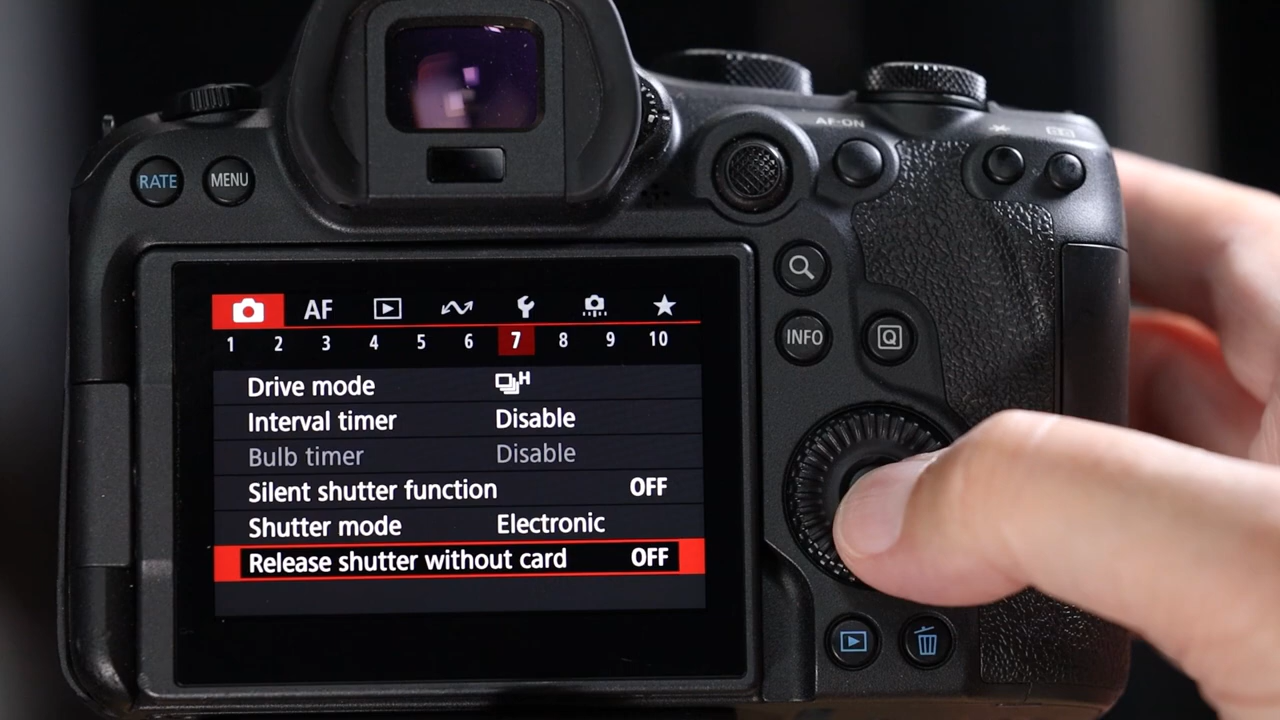 AF-ON
RATE MENU
AF
1 2 3 4 5 6 7 8 9 10
Drive mode H
Interval timer Disable
Bulb timer Disable
Silent shutter function OFF
Shutter mode Electronic
Release shutter without card OFF
INFO Q